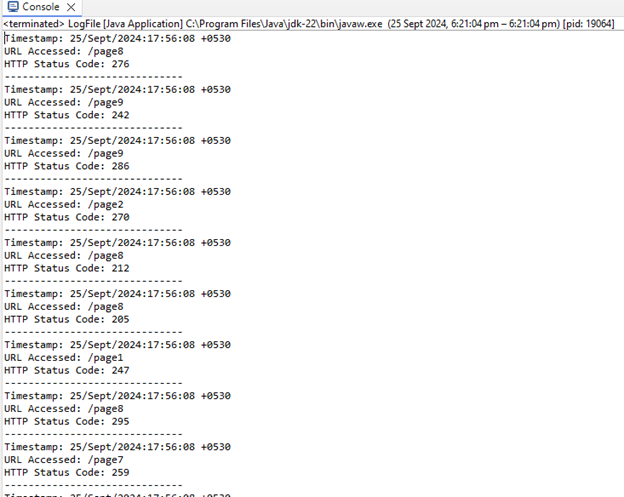 Console
<terminated> LogFile [Java Application] C:\Program Files\Java\jdk-22\bin\javaw.exe (25 Sept 2024, 6:21:04 pm – 6:21:04 pm) [pid: 19064]
Timestamp: 25/Sept/2024:17:56:08 +0530
URL Accessed: /page8
HTTP Status Code: 276
------------------------------
Timestamp: 25/Sept/2024:17:56:08 +0530
URL Accessed: /page9
HTTP Status Code: 242
------------------------------
Timestamp: 25/Sept/2024:17:56:08 +0530
URL Accessed: /page9
HTTP Status Code: 286
------------------------------
Timestamp: 25/Sept/2024:17:56:08 +0530
URL Accessed: /page2
HTTP Status Code: 270
------------------------------
Timestamp: 25/Sept/2024:17:56:08 +0530
URL Accessed: /page8
HTTP Status Code: 212
------------------------------
Timestamp: 25/Sept/2024:17:56:08 +0530
URL Accessed: /page8
HTTP Status Code: 205
------------------------------
Timestamp: 25/Sept/2024:17:56:08 +0530
URL Accessed: /page1
HTTP Status Code: 247
------------------------------
Timestamp: 25/Sept/2024:17:56:08 +0530
URL Accessed: /page8
HTTP Status Code: 295
------------------------------
Timestamp: 25/Sept/2024:17:56:08 +0530
URL Accessed: /page7
HTTP Status Code: 259
------------------------------